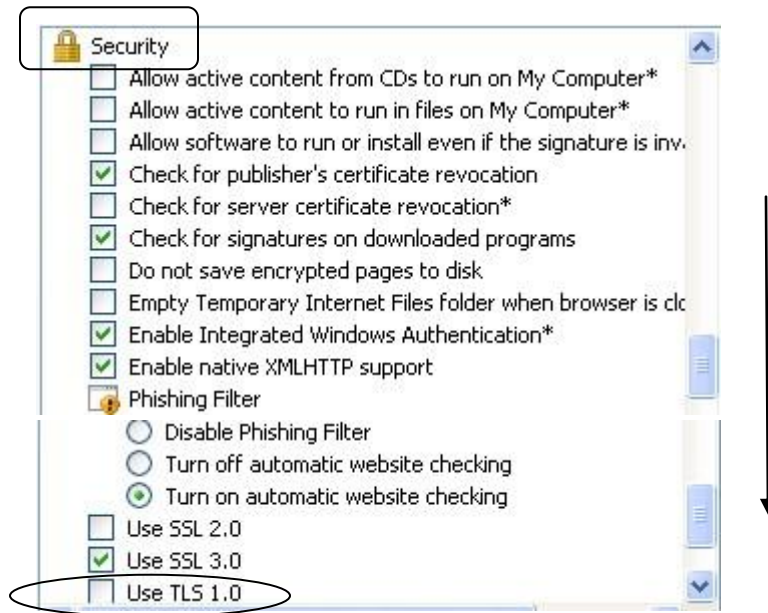 Security
Allow active content from CDs to run on My Computer*
Allow active content to run in files on My Computer*
Allow software to run or install even if the signature is
Check for publisher's certificate revocation
Check for server certificate revocation*
Check for signatures on downloaded programs
Do not save encrypted pages to disk
Empty Temporary Internet Files folder when browser is
Enable Integrated Windows Authentication*
Enable native XMLHTTP support
Phishing Filter
Disable Phishing Filter
Turn off automatic website checking
Turn on automatic website checking
Use SSL 2.0
Use SSL 3.0
Use TLS 1.0